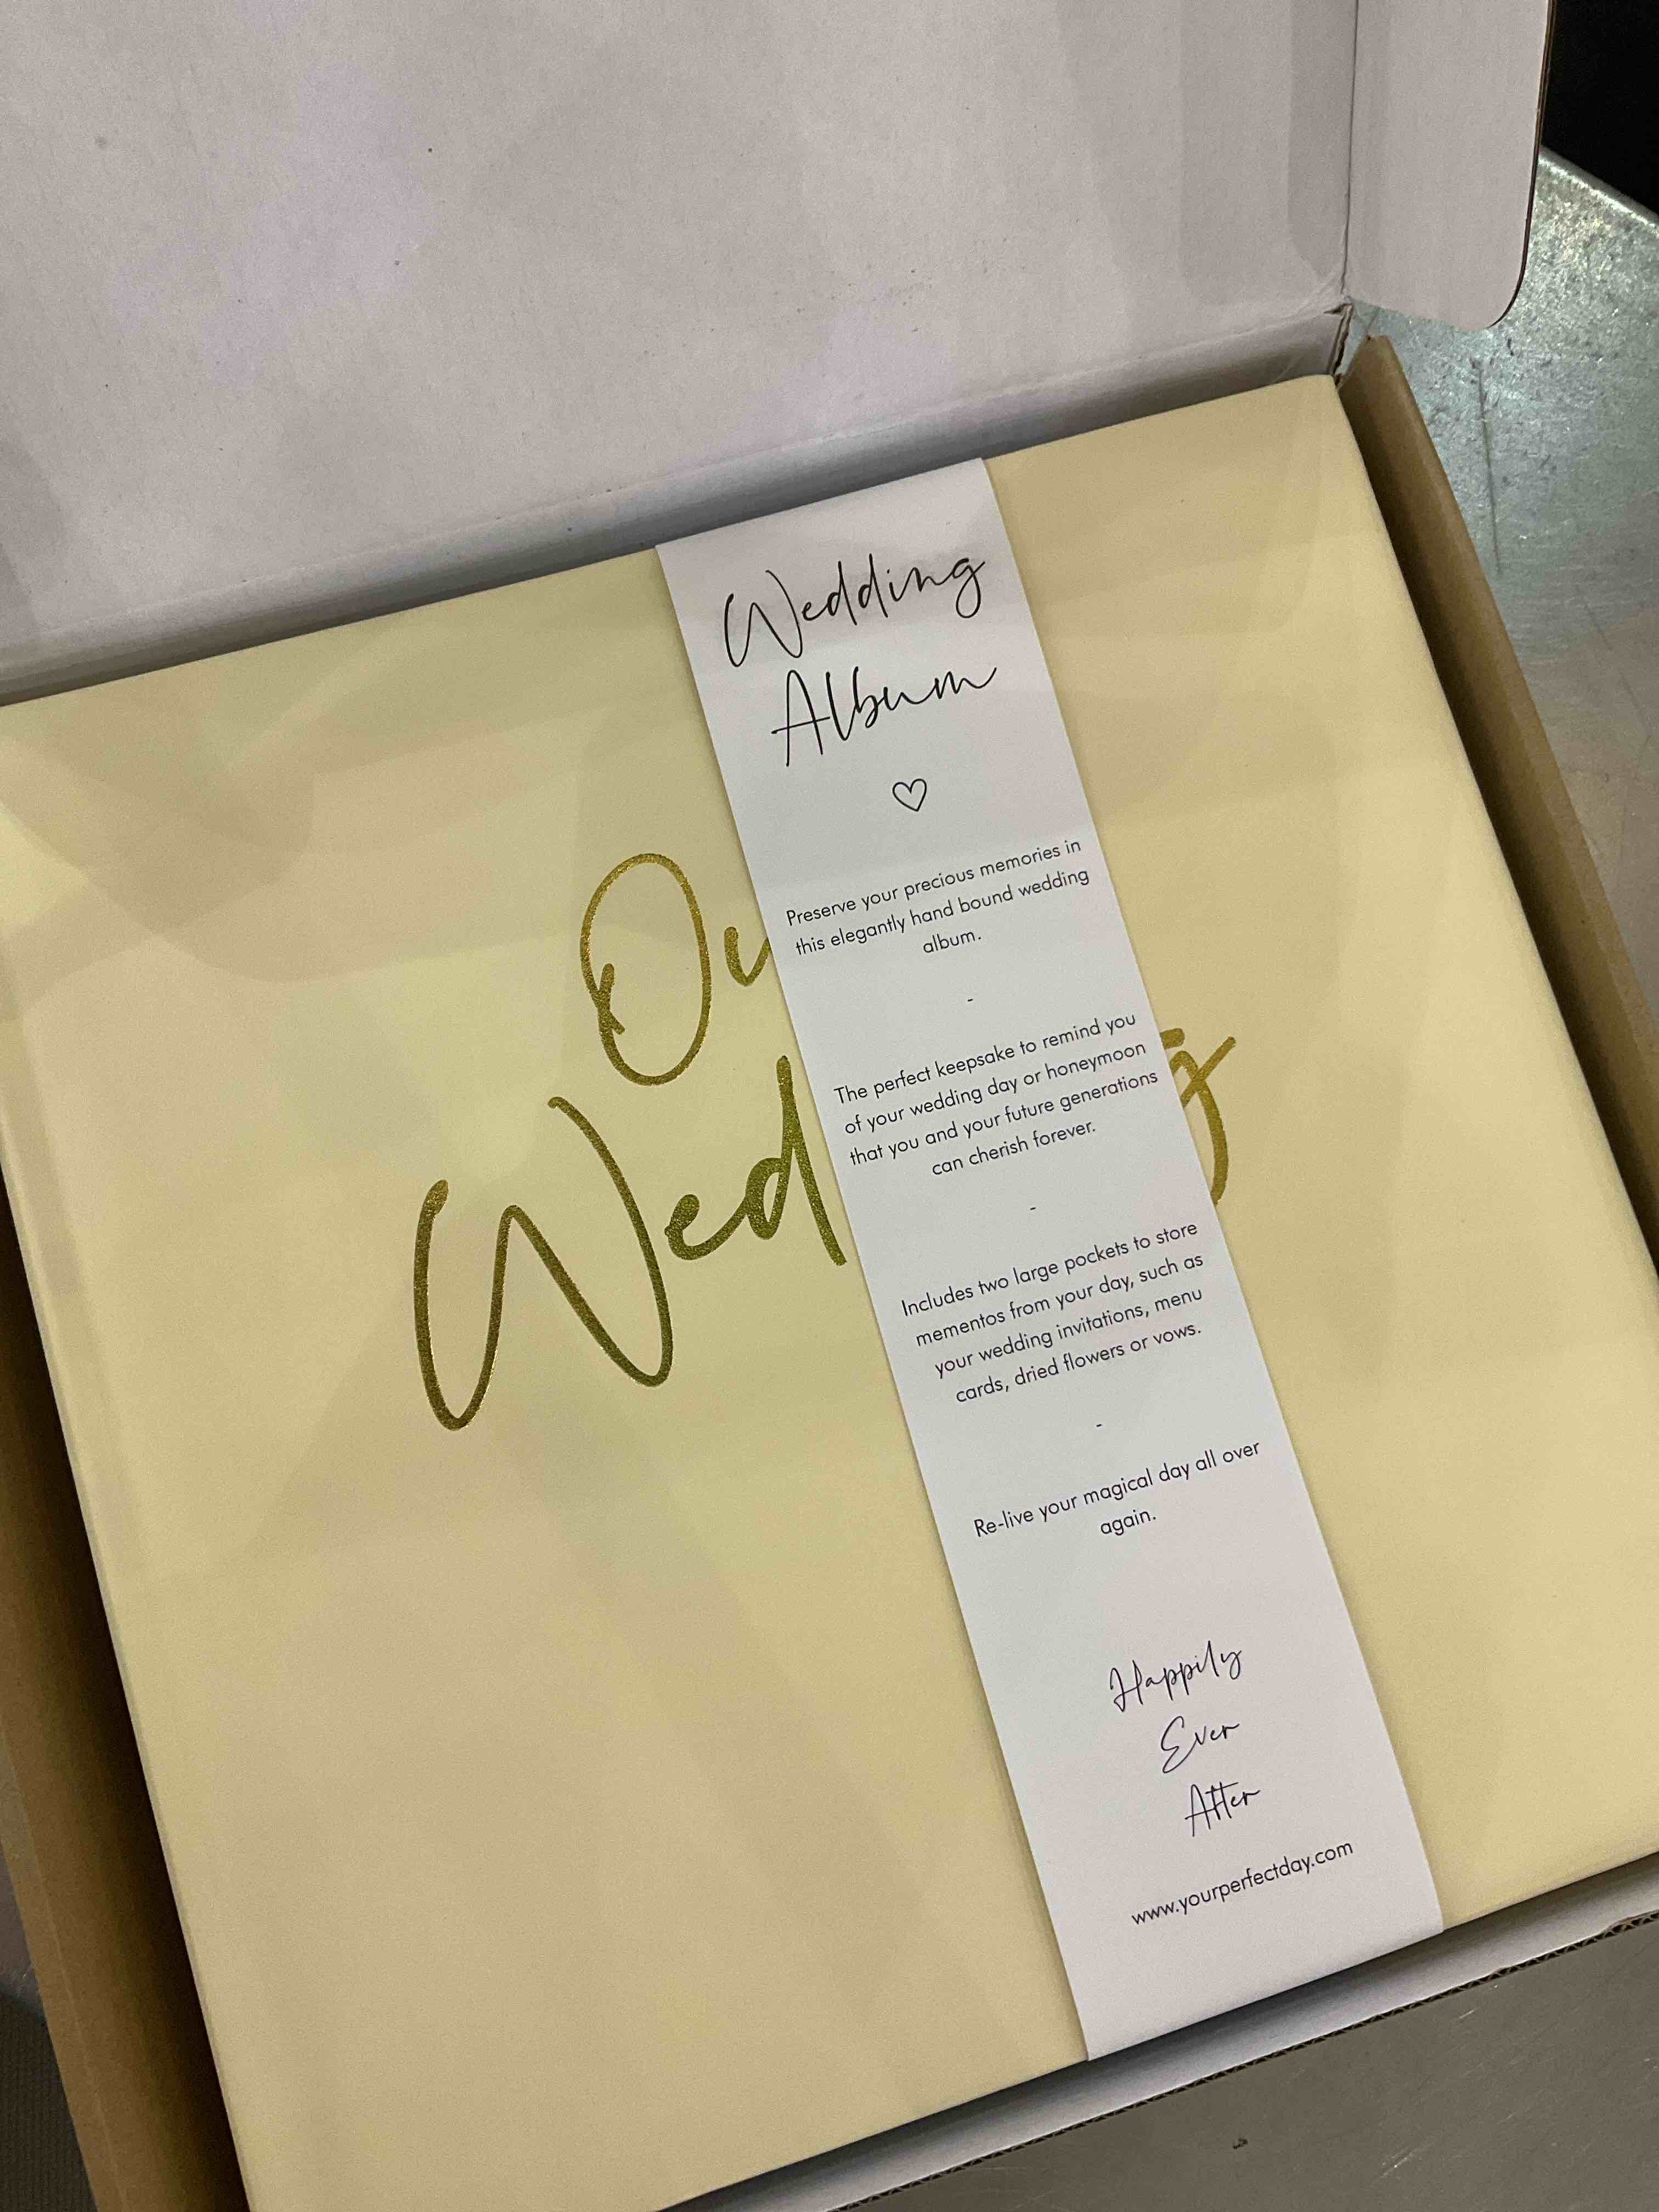 Wedding
Album
Preserve your precious memories in
this elegantly hand bound wedding
album.
-
The perfect keepsake to remind you
of your wedding day or honeymoon
that you and your future generations
can cherish forever.
-
Includes two large pockets to store
mementos from your day, such as
your wedding invitations, menu
cards, dried flowers or vows.
-
Re-live your magical day all over
again.
Happily
Ever
After
www.yourperfectday.com
Ou
Wed g